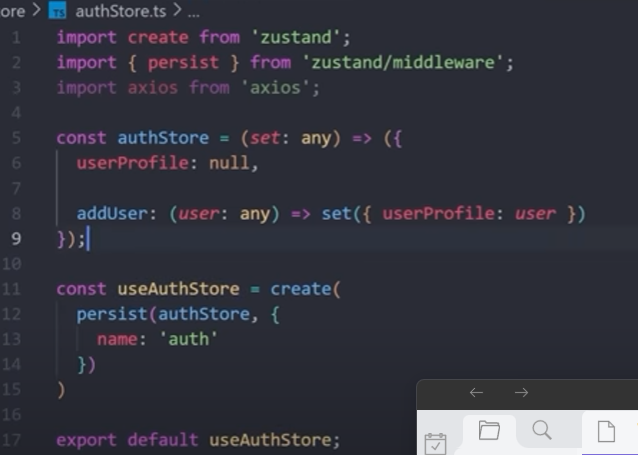 ore > TS authStore.ts > ...
1 import create from 'zustand';
2 import { persist } from 'zustand/middleware';
3 import axios from 'axios';
4
5 const authStore = (set: any) => ({
6 userProfile: null,
7
8 addUser: (user: any) => set({ userProfile: user })
9 });
10
11 const useAuthStore = create(
12 persist(authStore, {
13 name: 'auth'
14 })
15 )
16
17 export default useAuthStore;